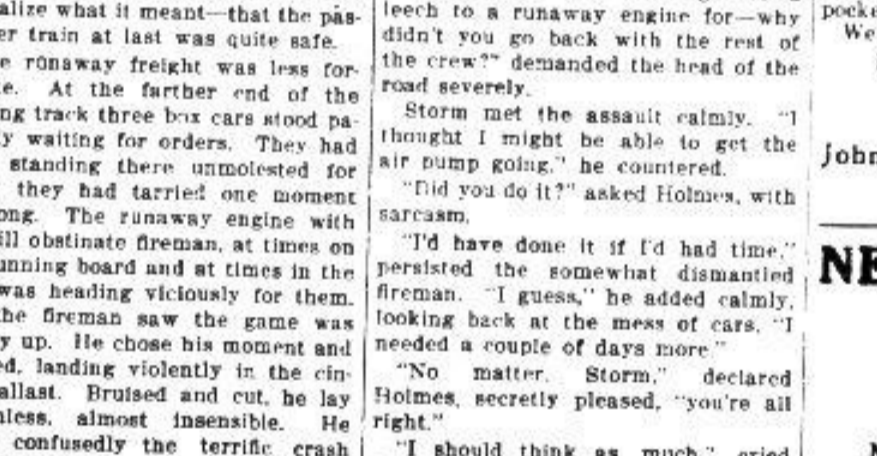 alize what it meant—that the pas-
er train at last was quite safe.
e runaway freight was less for-
e. At the farther end of the
ng track three box cars stood pa-
y waiting for orders. They had
standing there unmolested for
they had tarried one moment
ong. The runaway engine with
ill obstinate fireman, at times on
unning board and at times in the
was heading viciously for them.
he fireman saw the game was
y up. He chose his moment and
ed, landing violently in the cin-
allast. Bruised and cut, he lay
nless, almost insensible. He
confusedly the terrific crash
leech to a runaway engine for—why
didn't you go back with the rest of
the crew?" demanded the head of the
road severely.
Storm met the assault calmly. "I
thought I might be able to get the
air pump going," he countered.
"Did you do it?" asked Holmes, with
sarcasm.
"I'd have done it if I'd had time,"
persisted the somewhat dismantled
fireman. "I guess," he added calmly,
looking back at the mess of cars, "I
needed a couple of days more."
"No matter, Storm," declared
Holmes, secretly pleased, "you're all
right."
"I should think as much," cried
pocke
We
John
NE